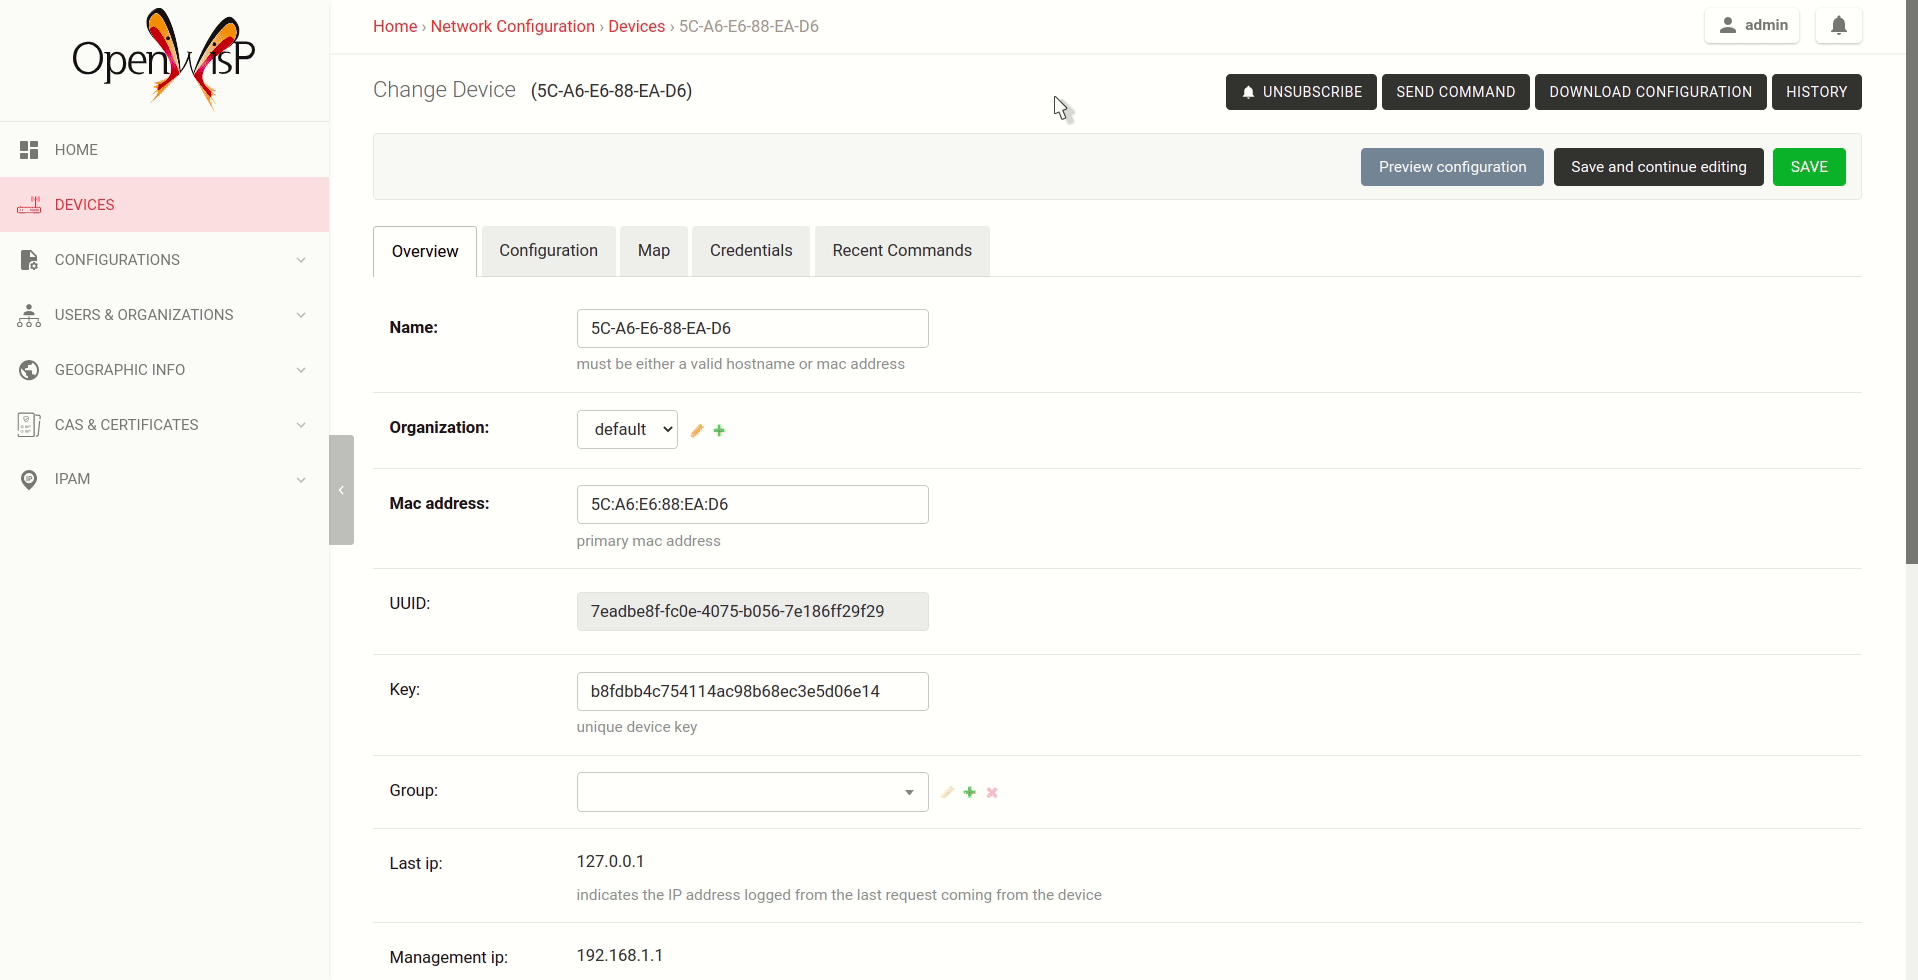 OpenWISP
Home › Network Configuration › Devices › 5C-A6-E6-88-EA-D6
admin
Change Device (5C-A6-E6-88-EA-D6)
UNSUBSCRIBE
SEND COMMAND
DOWNLOAD CONFIGURATION
HISTORY
HOME
DEVICES
CONFIGURATIONS
USERS & ORGANIZATIONS
GEOGRAPHIC INFO
CAS & CERTIFICATES
IPAM
Preview configuration
Save and continue editing
SAVE
Overview
Configuration
Map
Credentials
Recent Commands
Name:
5C-A6-E6-88-EA-D6
must be either a valid hostname or mac address
Organization:
default
Mac address:
5C:A6:E6:88:EA:D6
primary mac address
UUID:
7eadbe8f-fc0e-4075-b056-7e186ff29f29
Key:
b8fdbb4c754114ac98b68ec3e5d06e14
unique device key
Group:
Last ip:
127.0.0.1
indicates the IP address logged from the last request coming from the device
Management ip:
192.168.1.1